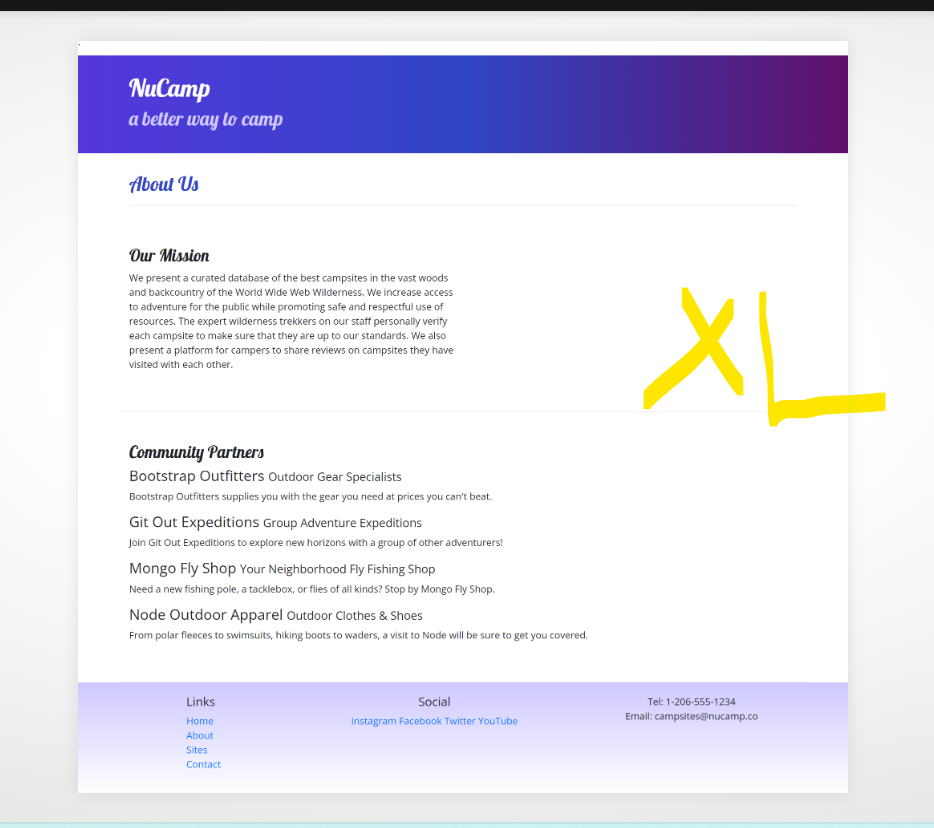 NuCamp
a better way to camp
About Us
Our Mission
We present a curated database of the best campsites in the vast woods
and backcountry of the World Wide Web Wilderness. We increase access
to adventure for the public while promoting safe and respectful use of
resources. The expert wilderness trekkers on our staff personally verify
each campsite to make sure that they are up to our standards. We also
present a platform for campers to share reviews on campsites they have
visited with each other.
XL
Community Partners
Bootstrap Outfitters Outdoor Gear Specialists
Bootstrap Outfitters supplies you with the gear you need at prices you can't beat.
Git Out Expeditions Group Adventure Expeditions
Join Git Out Expeditions to explore new horizons with a group of other adventurers!
Mongo Fly Shop Your Neighborhood Fly Fishing Shop
Need a new fishing pole, a tacklebox, or flies of all kinds? Stop by Mongo Fly Shop.
Node Outdoor Apparel Outdoor Clothes & Shoes
From polar fleeces to swimsuits, hiking boots to waders, a visit to Node will be sure to get you covered.
Links
Home
About
Sites
Contact
Social
Instagram Facebook Twitter YouTube
Tel: 1-206-555-1234
Email: campsites@nucamp.co